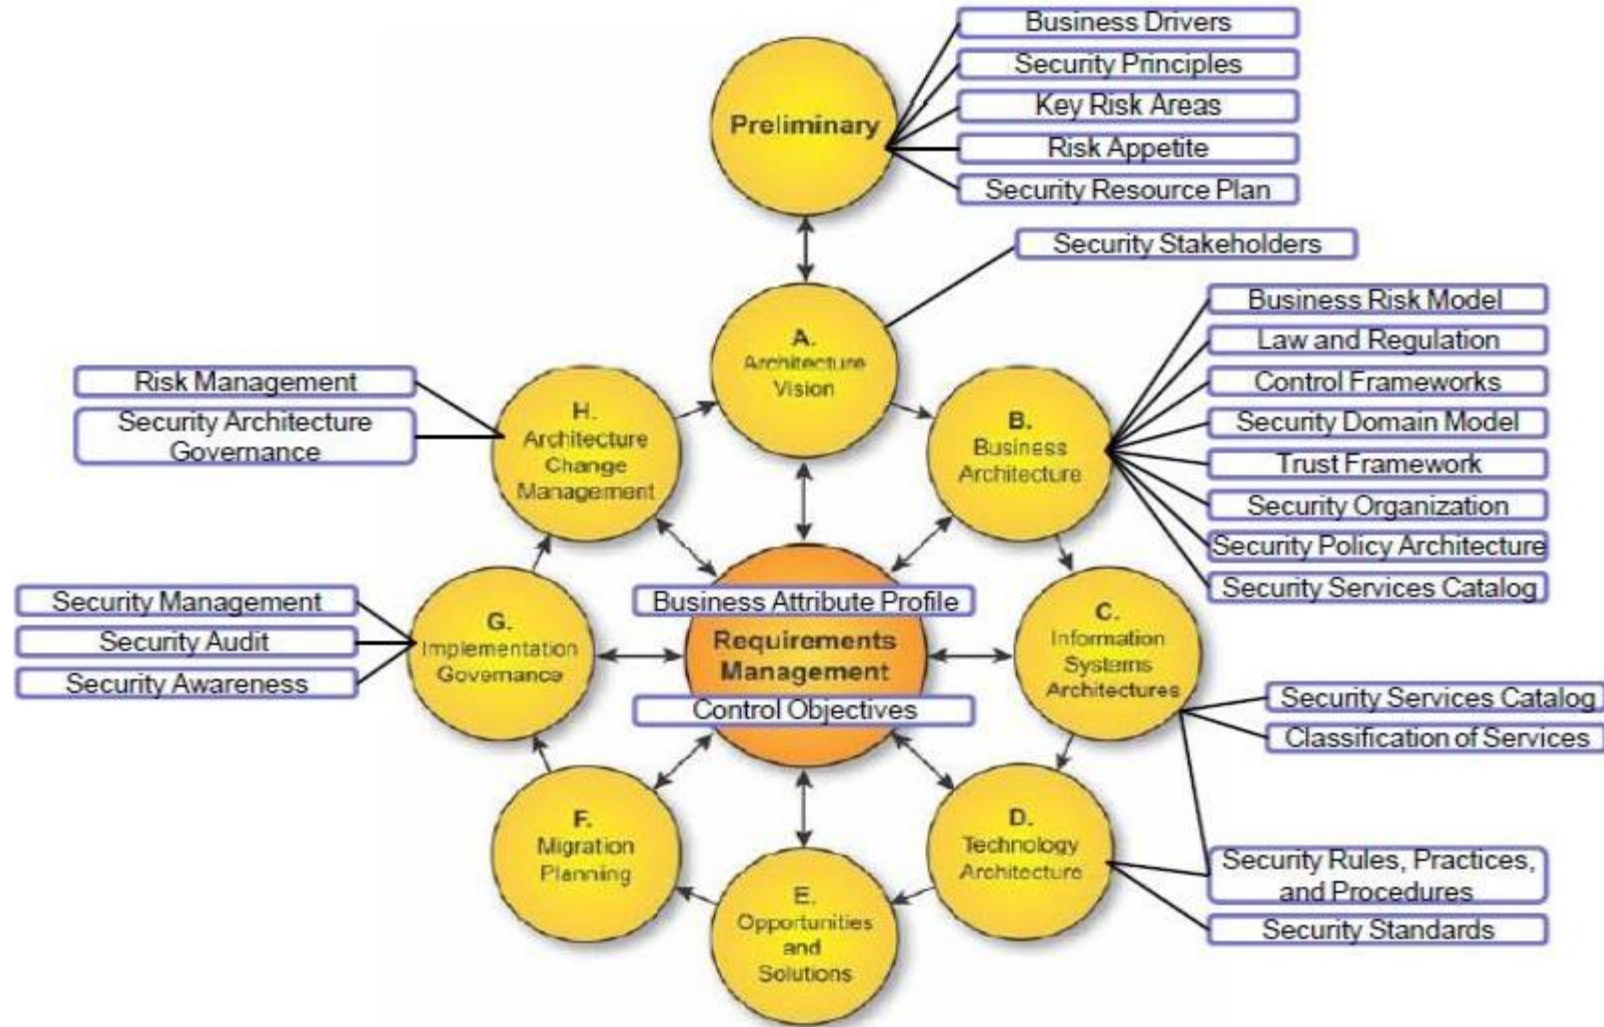 Business Drivers
Security Principles
Key Risk Areas
Risk Appetite
Security Resource Plan
Preliminary
Security Stakeholders
A.
Architecture
Vision
Business Risk Model
Law and Regulation
Control Frameworks
Security Domain Model
Trust Framework
Security Organization
Security Policy Architecture
Security Services Catalog
B.
Business
Architecture
Risk Management
Security Architecture
Governance
H.
Architecture
Change
Management
Security Management
Security Audit
Security Awareness
G.
Implementation
Governance
Business Attribute Profile
Requirements
Management
Control Objectives
C.
Information
Systems
Architectures
Security Services Catalog
Classification of Services
F.
Migration
Planning
D.
Technology
Architecture
Security Rules, Practices,
and Procedures
Security Standards
E.
Opportunities
and
Solutions